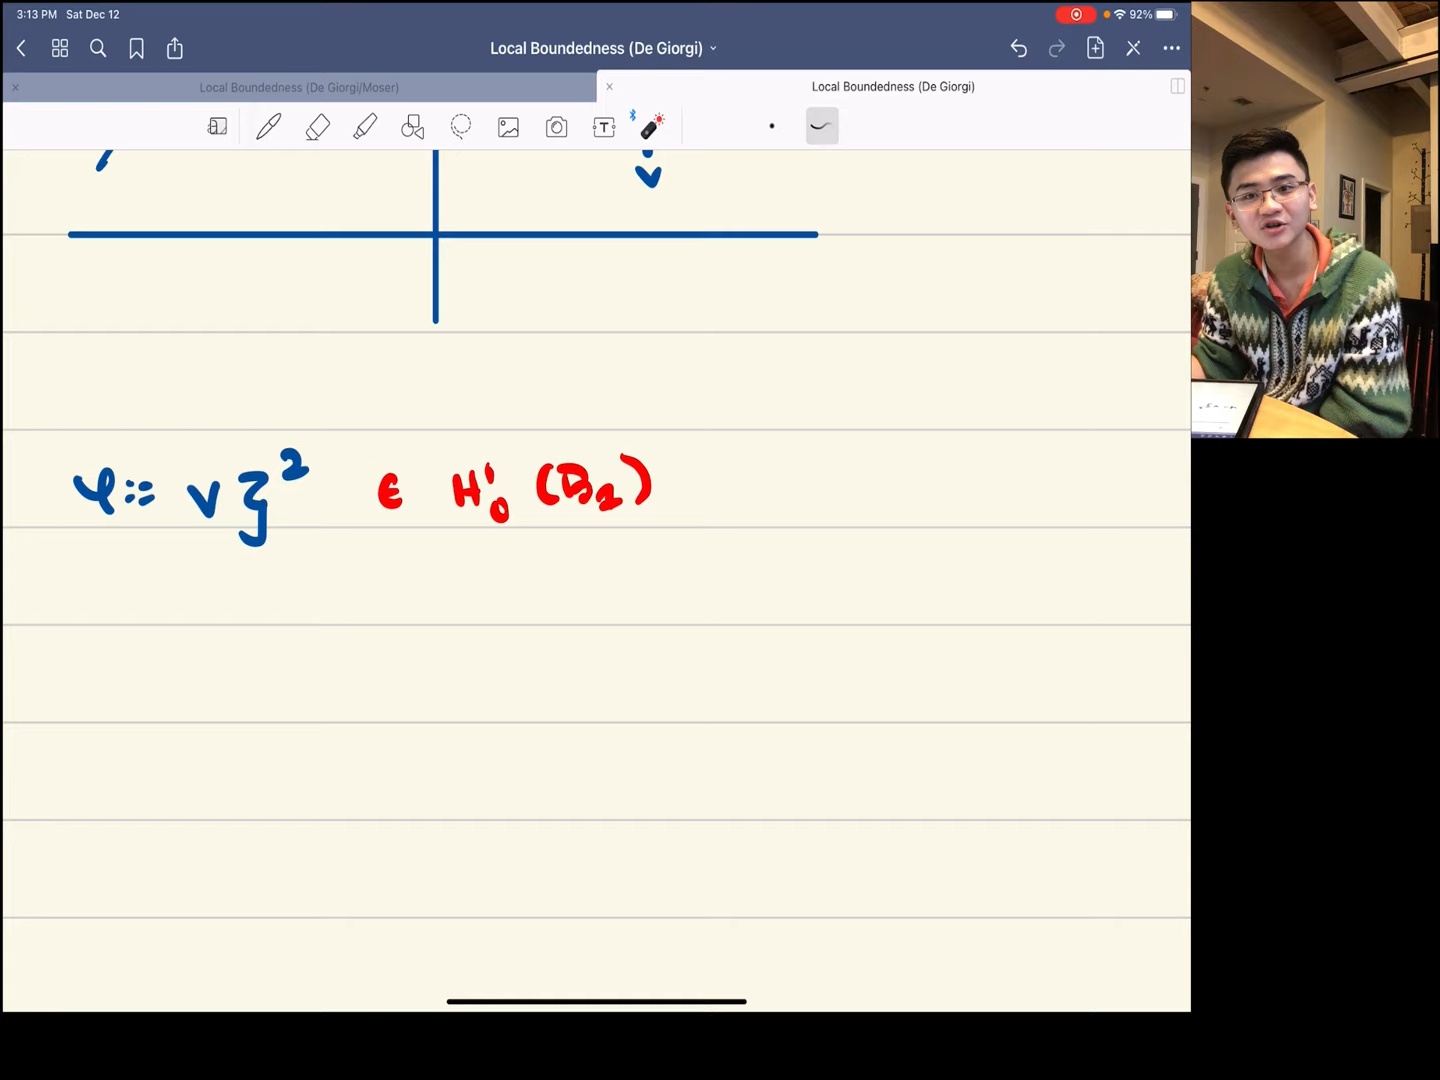 3:13 PM Sat Dec 12
92%
Local Boundedness (De Giorgi)
Local Boundedness (De Giorgi/Moser)
Local Boundedness (De Giorgi)
T
v
φ := v ξ² ∈ H¹₀ (B₂)